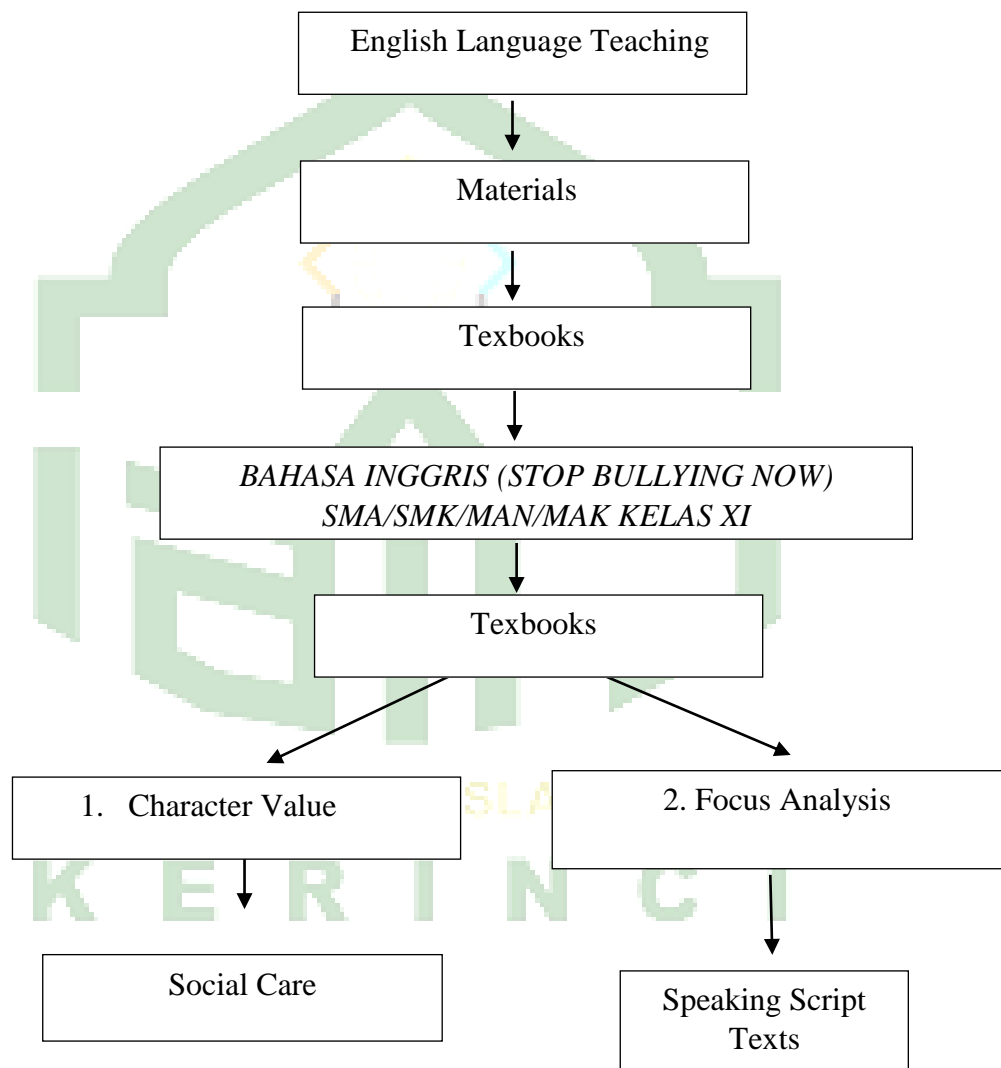 English Language Teaching
Materials
Texbooks
BAHASA INGGRIS (STOP BULLYING NOW)
SMA/SMK/MAN/MAK KELAS XI
Texbooks
1. Character Value
2. Focus Analysis
SLA
K E R I N C I
Social Care
Speaking Script
Texts